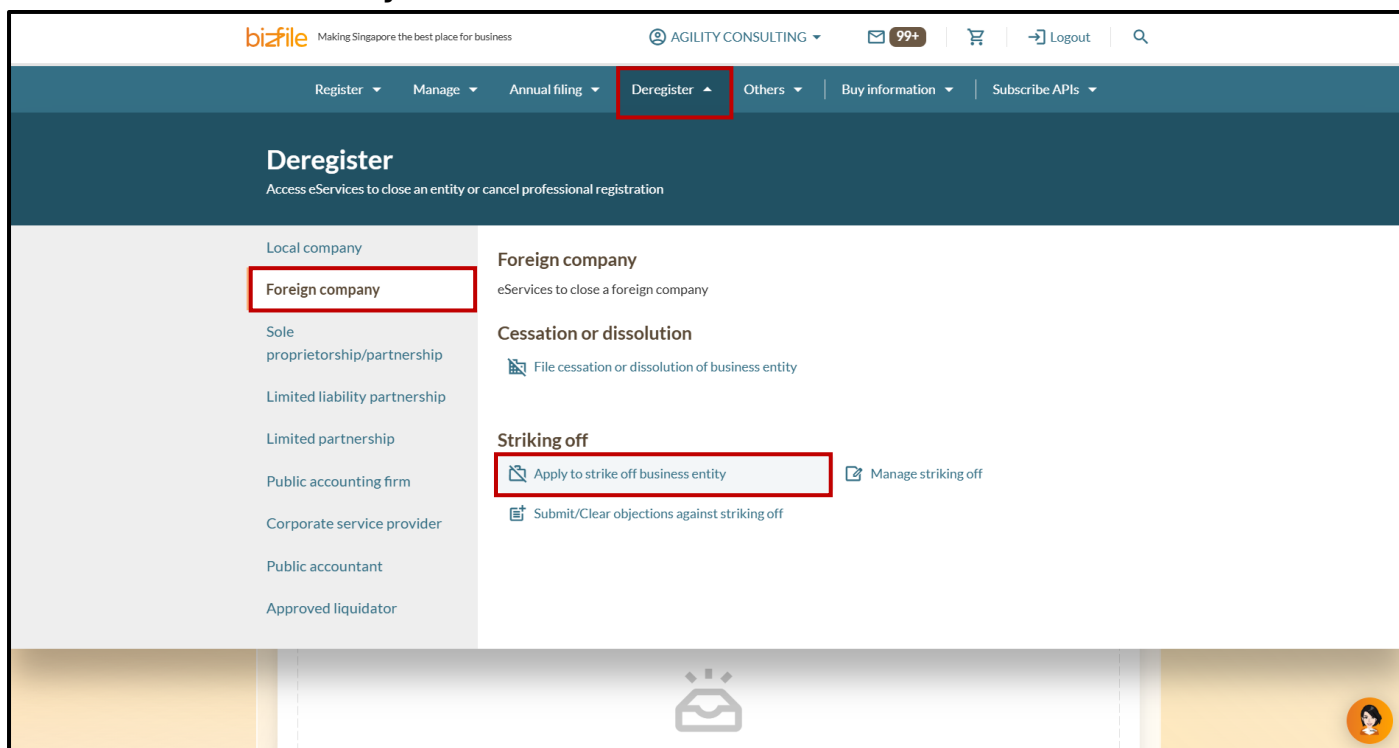 bizfile Making Singapore the best place for business AGILITY CONSULTING 99+ Logout
Register Manage Annual filing Deregister Others Buy information Subscribe APIs
Deregister
Access eServices to close an entity or cancel professional registration
Local company
Foreign company
Sole
proprietorship/partnership
Limited liability partnership
Limited partnership
Public accounting firm
Corporate service provider
Public accountant
Approved liquidator
Foreign company
eServices to close a foreign company
Cessation or dissolution
File cessation or dissolution of business entity
Striking off
Apply to strike off business entity Manage striking off
Submit/Clear objections against striking off